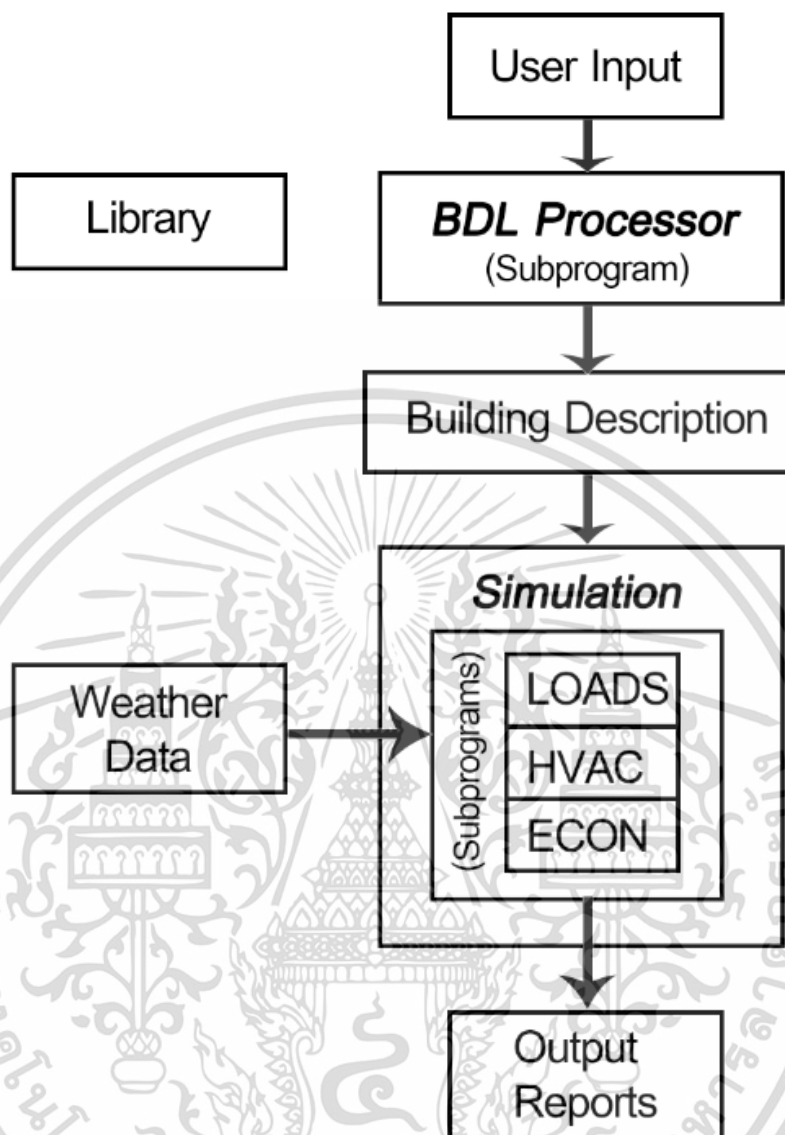 User Input
Library
BDL Processor
(Subprogram)
Building Description
Simulation
(Subprograms)
LOADS
HVAC
ECON
Weather
Data
Output
Reports